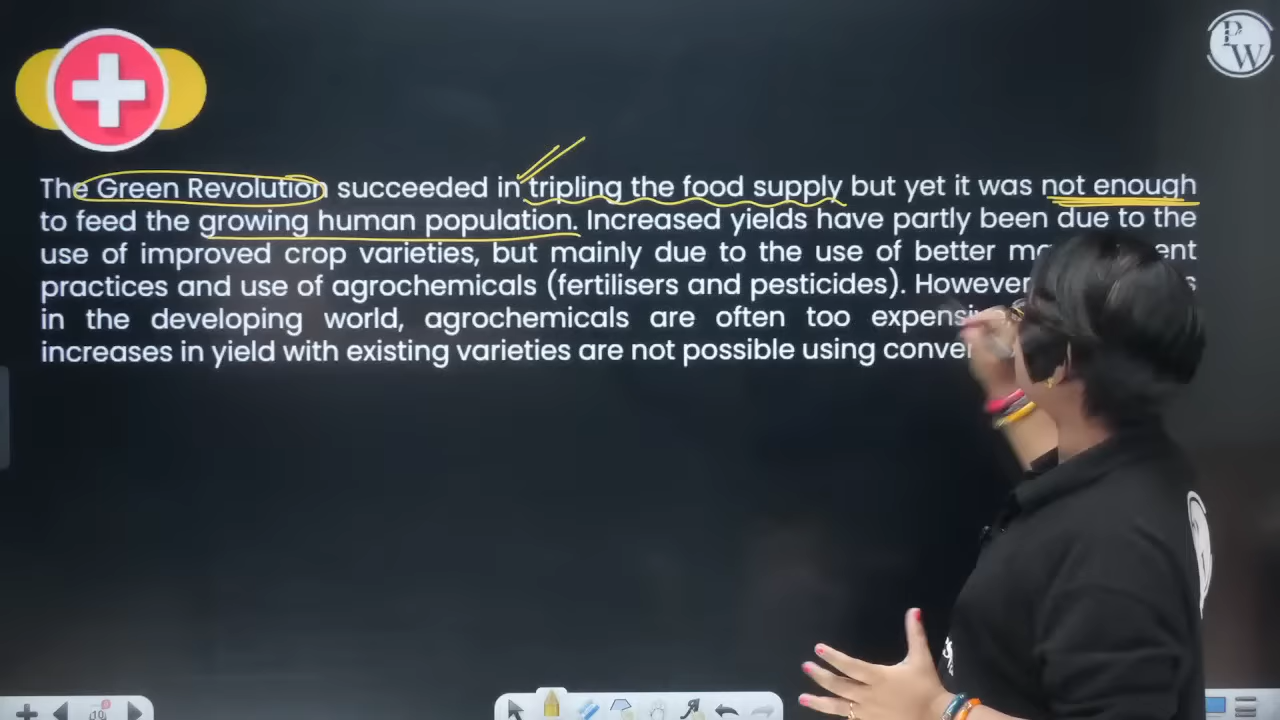 PW
The Green Revolution succeeded in tripling the food supply but yet it was not enough
to feed the growing human population. Increased yields have partly been due to the
use of improved crop varieties, but mainly due to the use of better
practices and use of agrochemicals (fertilisers and pesticides). However
in the developing world, agrochemicals are often too
increases in yield with existing varieties are not possible using